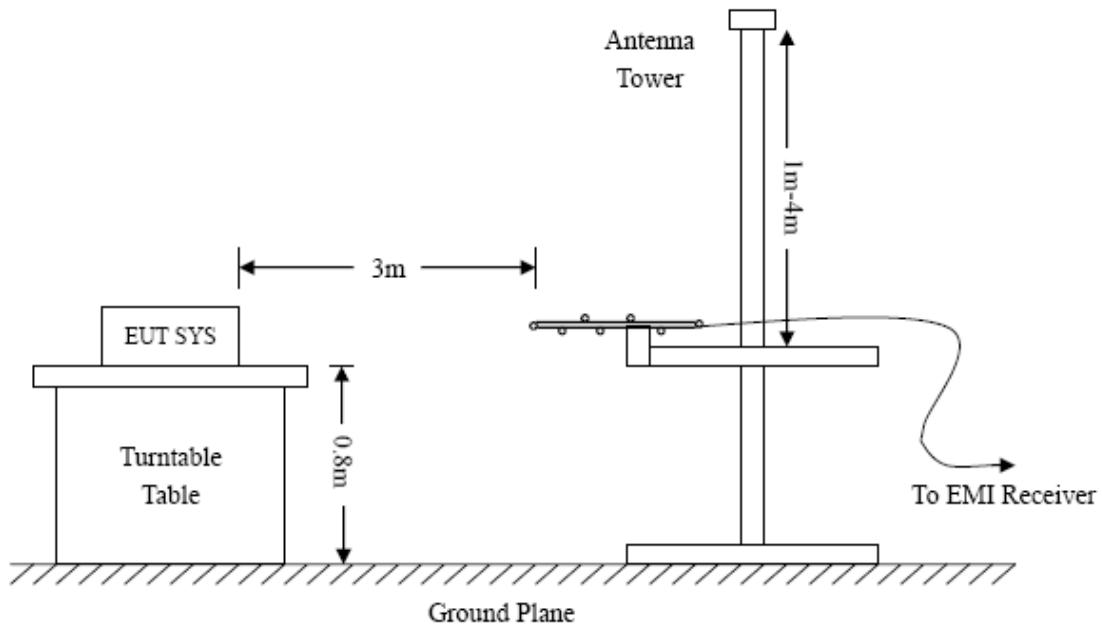 Antenna
Tower
1m-4m
3m
EUT SYS
0.8m
Turntable
Table
To EMI Receiver
Ground Plane